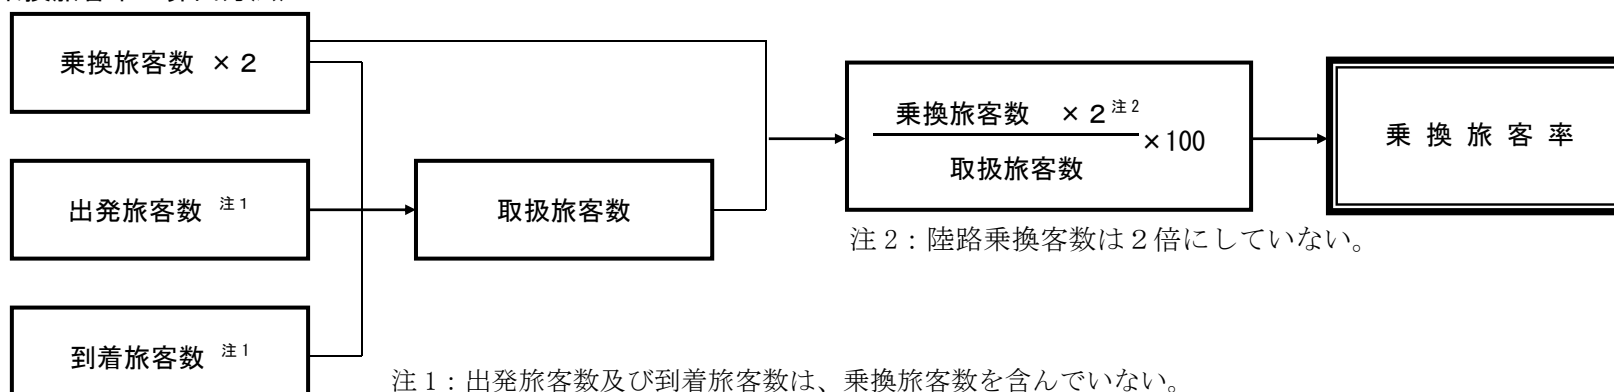 乗換旅客数 × ２
乗換旅客数 × ２注２
×100
取扱旅客数
乗 換 旅 客 率
出発旅客数 注１
取扱旅客数
注２：陸路乗換客数は２倍にしていない。
到着旅客数 注１
注１：出発旅客数及び到着旅客数は、乗換旅客数を含んでいない。